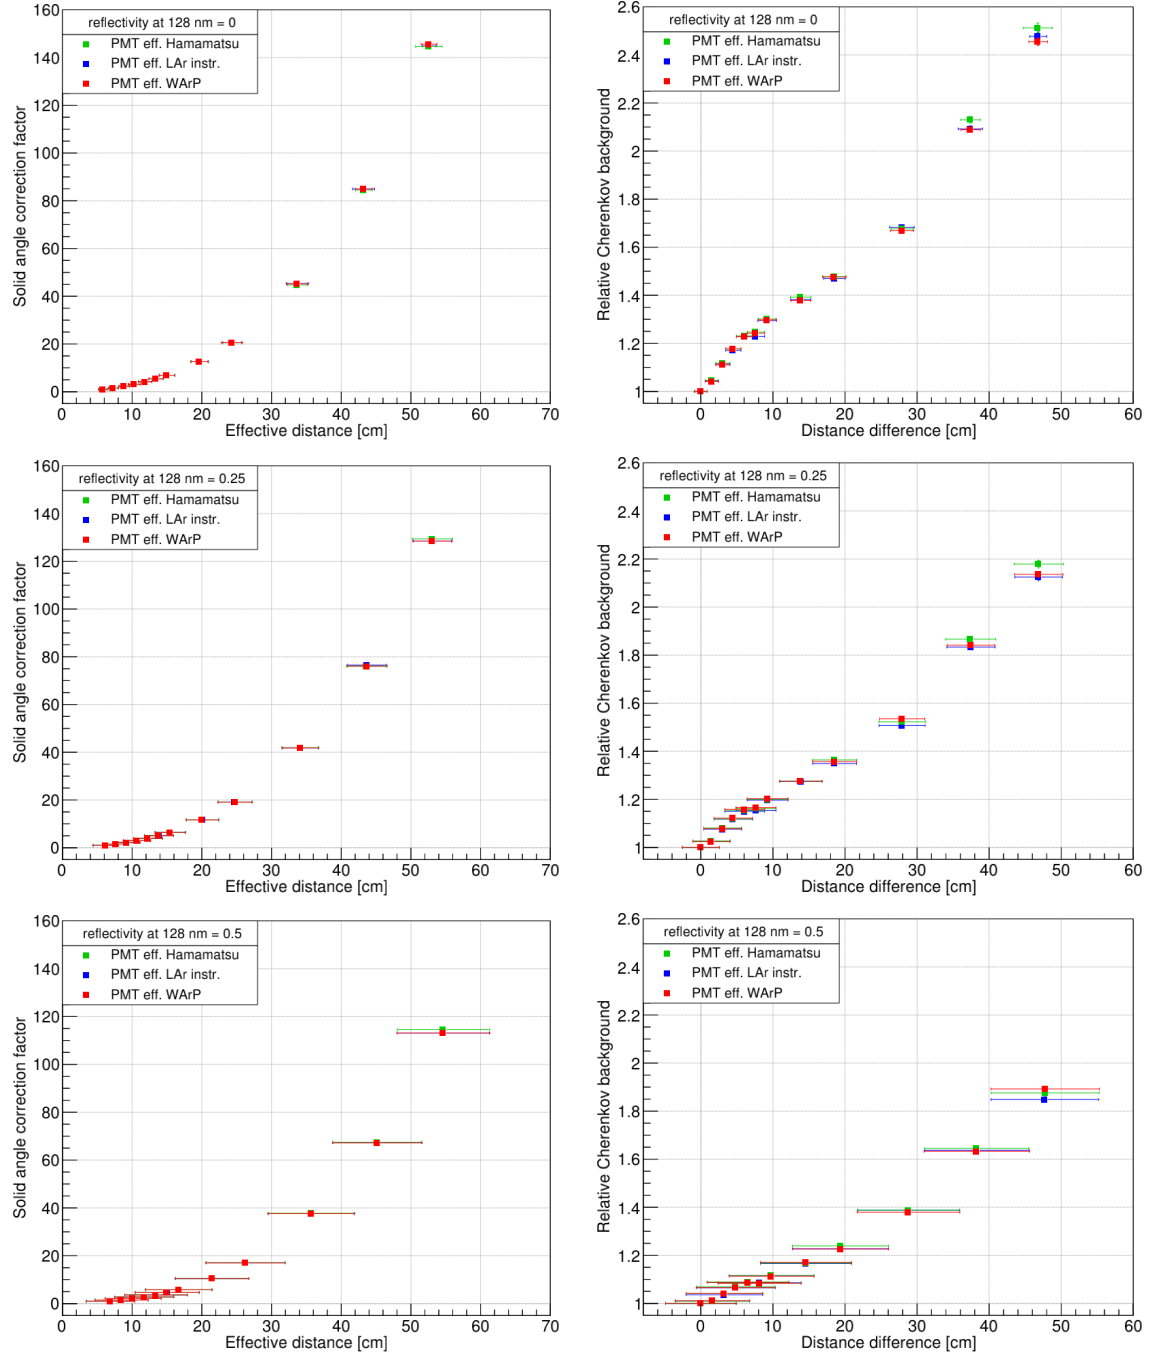 reflectivity at 128 nm = 0
PMT eff. Hamamatsu
PMT eff. LAr instr.
PMT eff. WArP
Solid angle correction factor
160
140
120
100
80
60
40
20
0
0 10 20 30 40 50 60 70
Effective distance [cm]
reflectivity at 128 nm = 0
PMT eff. Hamamatsu
PMT eff. LAr instr.
PMT eff. WArP
Relative Cherenkov background
2.6
2.4
2.2
2
1.8
1.6
1.4
1.2
1
0 10 20 30 40 50 60
Distance difference [cm]
reflectivity at 128 nm = 0.25
PMT eff. Hamamatsu
PMT eff. LAr instr.
PMT eff. WArP
Solid angle correction factor
160
140
120
100
80
60
40
20
0
0 10 20 30 40 50 60 70
Effective distance [cm]
reflectivity at 128 nm = 0.25
PMT eff. Hamamatsu
PMT eff. LAr instr.
PMT eff. WArP
Relative Cherenkov background
2.6
2.4
2.2
2
1.8
1.6
1.4
1.2
1
0 10 20 30 40 50 60
Distance difference [cm]
reflectivity at 128 nm = 0.5
PMT eff. Hamamatsu
PMT eff. LAr instr.
PMT eff. WArP
Solid angle correction factor
160
140
120
100
80
60
40
20
0
0 10 20 30 40 50 60 70
Effective distance [cm]
reflectivity at 128 nm = 0.5
PMT eff. Hamamatsu
PMT eff. LAr instr.
PMT eff. WArP
Relative Cherenkov background
2.6
2.4
2.2
2
1.8
1.6
1.4
1.2
1
0 10 20 30 40 50 60
Distance difference [cm]